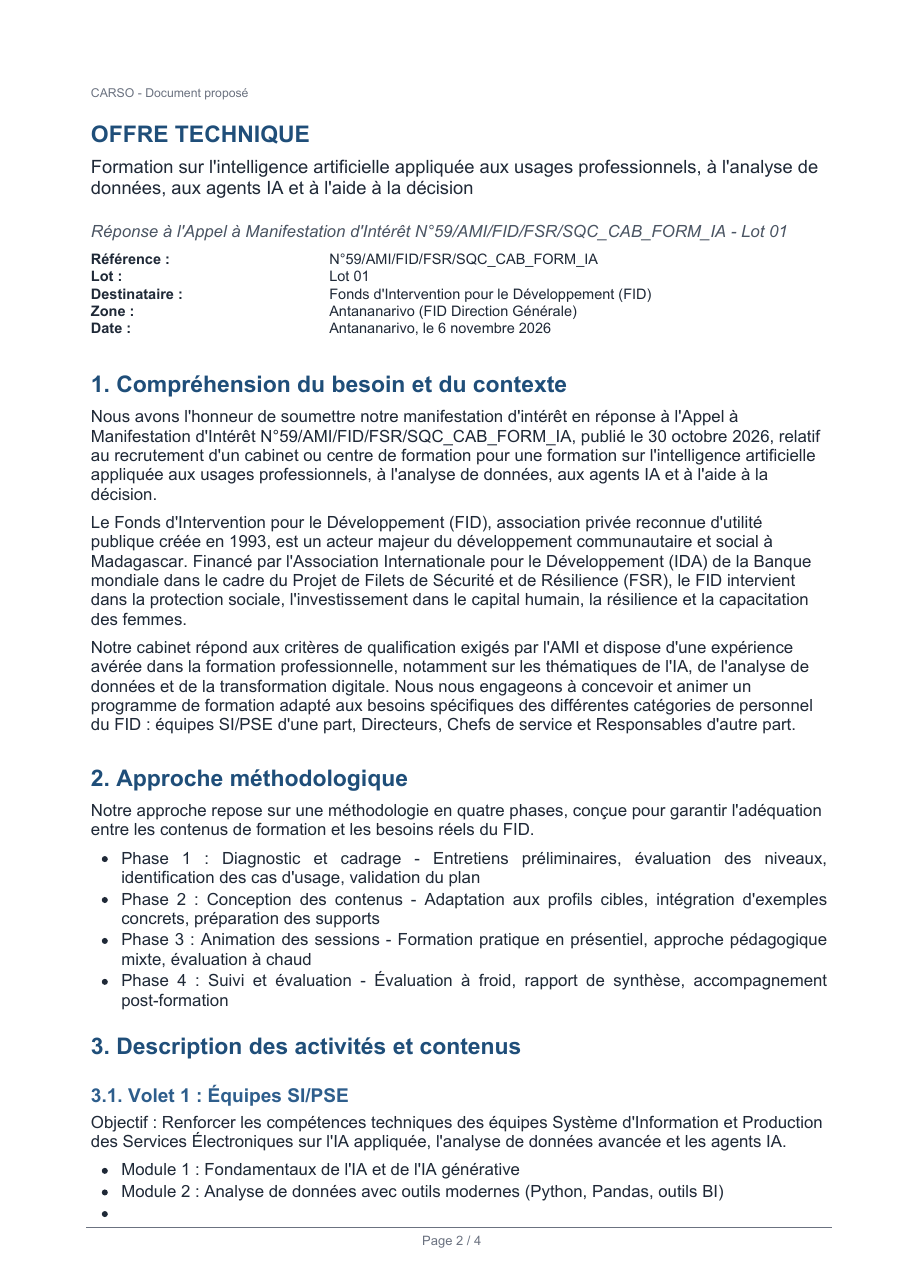 CARSO - Document proposé
OFFRE TECHNIQUE
Formation sur l'intelligence artificielle appliquée aux usages professionnels, à l'analyse de
données, aux agents IA et à l'aide à la décision
Réponse à l'Appel à Manifestation d'Intérêt N°59/AMI/FID/FSR/SQC_CAB_FORM_IA - Lot 01
Référence : N°59/AMI/FID/FSR/SQC_CAB_FORM_IA
Lot : Lot 01
Destinataire : Fonds d'Intervention pour le Développement (FID)
Zone : Antananarivo (FID Direction Générale)
Date : Antananarivo, le 6 novembre 2026
1. Compréhension du besoin et du contexte
Nous avons l'honneur de soumettre notre manifestation d'intérêt en réponse à l'Appel à
Manifestation d'Intérêt N°59/AMI/FID/FSR/SQC_CAB_FORM_IA, publié le 30 octobre 2026, relatif
au recrutement d'un cabinet ou centre de formation pour une formation sur l'intelligence artificielle
appliquée aux usages professionnels, à l'analyse de données, aux agents IA et à l'aide à la
décision.
Le Fonds d'Intervention pour le Développement (FID), association privée reconnue d'utilité
publique créée en 1993, est un acteur majeur du développement communautaire et social à
Madagascar. Financé par l'Association Internationale pour le Développement (IDA) de la Banque
mondiale dans le cadre du Projet de Filets de Sécurité et de Résilience (FSR), le FID intervient
dans la protection sociale, l'investissement dans le capital humain, la résilience et la capacitation
des femmes.
Notre cabinet répond aux critères de qualification exigés par l'AMI et dispose d'une expérience
avérée dans la formation professionnelle, notamment sur les thématiques de l'IA, de l'analyse de
données et de la transformation digitale. Nous nous engageons à concevoir et animer un
programme de formation adapté aux besoins spécifiques des différentes catégories de personnel
du FID : équipes SI/PSE d'une part, Directeurs, Chefs de service et Responsables d'autre part.
2. Approche méthodologique
Notre approche repose sur une méthodologie en quatre phases, conçue pour garantir l'adéquation
entre les contenus de formation et les besoins réels du FID.
• Phase 1 : Diagnostic et cadrage - Entretiens préliminaires, évaluation des niveaux,
identification des cas d'usage, validation du plan
• Phase 2 : Conception des contenus - Adaptation aux profils cibles, intégration d'exemples
concrets, préparation des supports
• Phase 3 : Animation des sessions - Formation pratique en présentiel, approche pédagogique
mixte, évaluation à chaud
• Phase 4 : Suivi et évaluation - Évaluation à froid, rapport de synthèse, accompagnement
post-formation
3. Description des activités et contenus
3.1. Volet 1 : Équipes SI/PSE
Objectif : Renforcer les compétences techniques des équipes Système d'Information et Production
des Services Électroniques sur l'IA appliquée, l'analyse de données avancée et les agents IA.
• Module 1 : Fondamentaux de l'IA et de l'IA générative
• Module 2 : Analyse de données avec outils modernes (Python, Pandas, outils BI)
•
Page 2 / 4